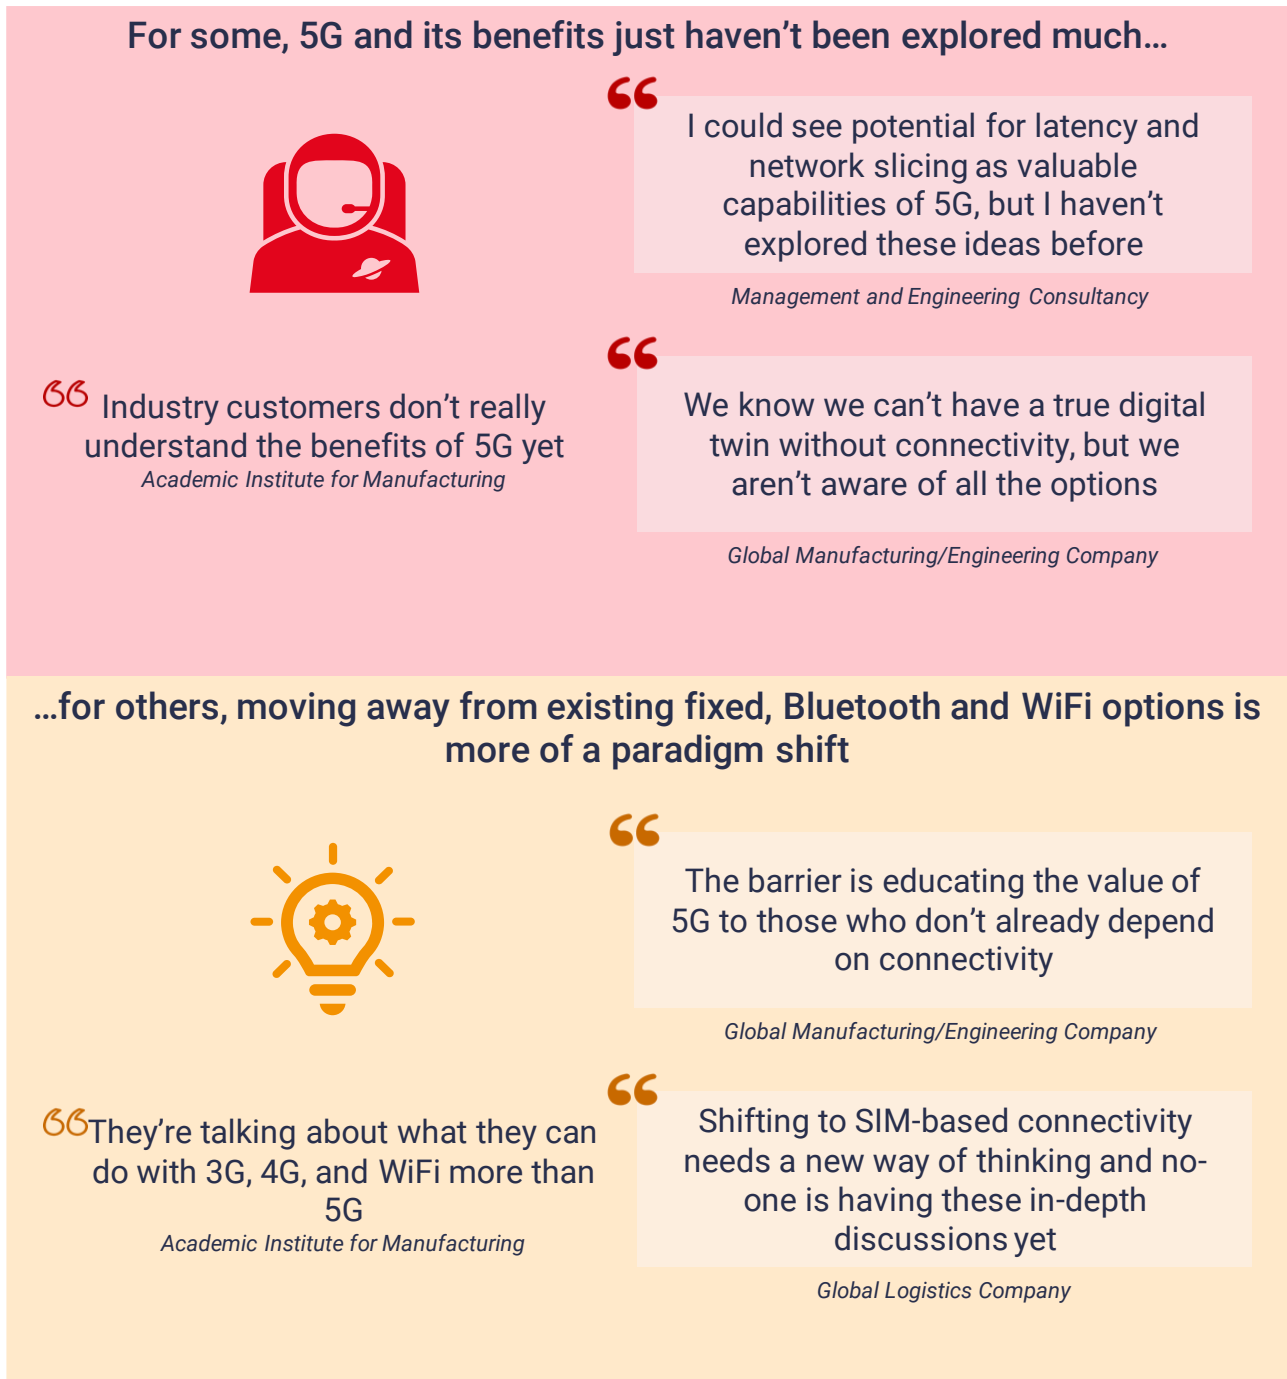 For some, 5G and its benefits just haven’t been explored much…
“ I could see potential for latency and
network slicing as valuable
capabilities of 5G, but I haven’t
explored these ideas before
Management and Engineering Consultancy
“ Industry customers don’t really
understand the benefits of 5G yet
Academic Institute for Manufacturing
“ We know we can’t have a true digital
twin without connectivity, but we
aren’t aware of all the options
Global Manufacturing/Engineering Company
…for others, moving away from existing fixed, Bluetooth and WiFi options is
more of a paradigm shift
“ The barrier is educating the value of
5G to those who don’t already depend
on connectivity
Global Manufacturing/Engineering Company
“They’re talking about what they can
do with 3G, 4G, and WiFi more than
5G
Academic Institute for Manufacturing
“ Shifting to SIM-based connectivity
needs a new way of thinking and no-
one is having these in-depth
discussions yet
Global Logistics Company